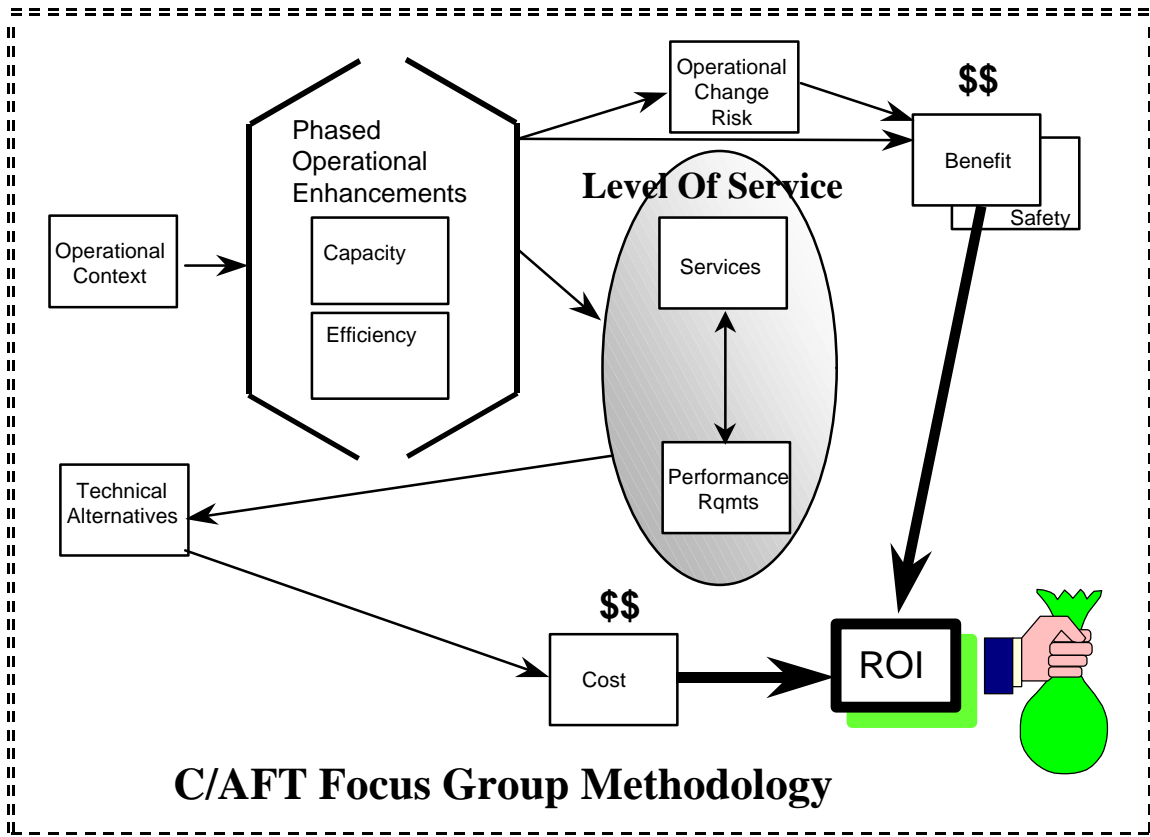 Operational
Change
Risk
$$
Phased
Operational
Enhancements
Benefit
Level Of Service
Safety
Operational
Context
Capacity
Services
Efficiency
Technical
Alternatives
Performance
Rqmts
$$
Cost
ROI
C/AFT Focus Group Methodology